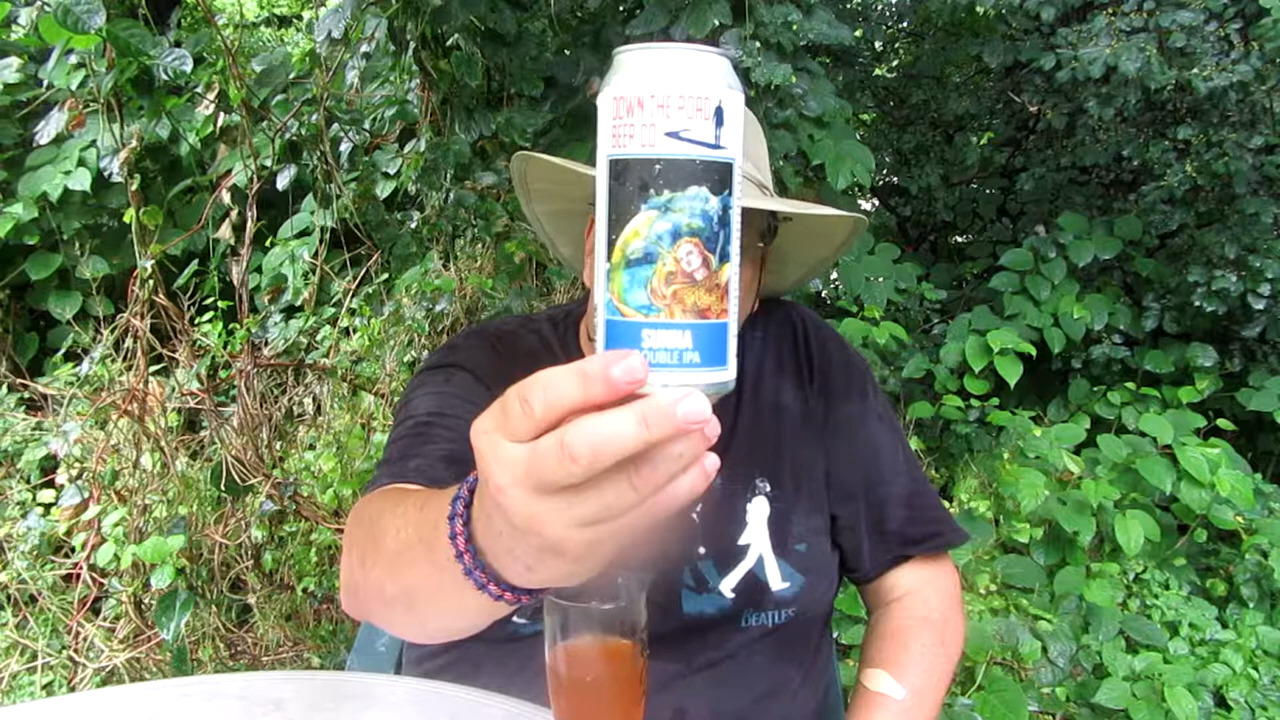 DOWN THE ROAD
BEER CO
SUNNA
DOUBLE IPA
BEATLES